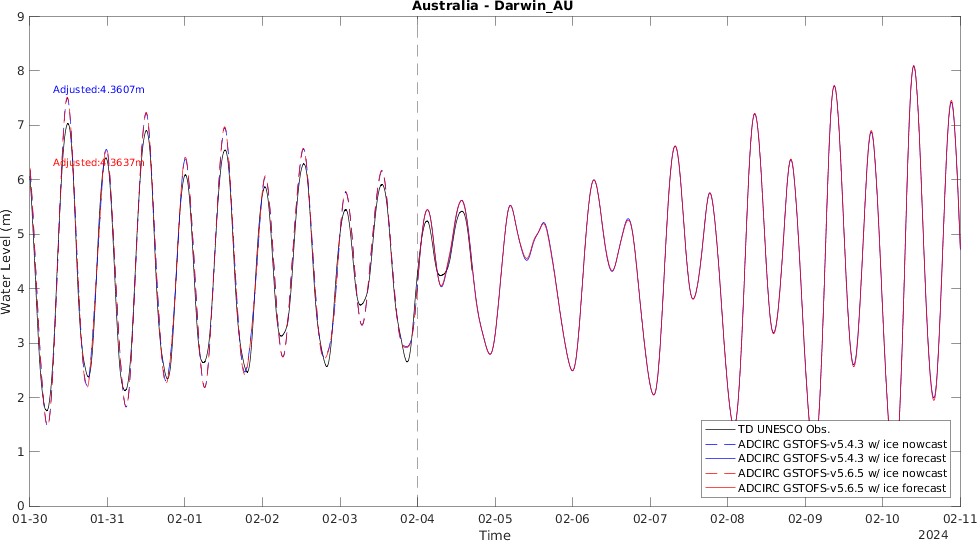 Australia - Darwin_AU
9
8
7
6
5
4
3
2
1
0
Water Level (m)
Adjusted:4.3607m
Adjusted:4.3637m
TD UNESCO Obs.
ADCIRC GSTOFS-v5.4.3 w/ ice nowcast
ADCIRC GSTOFS-v5.4.3 w/ ice forecast
ADCIRC GSTOFS-v5.6.5 w/ ice nowcast
ADCIRC GSTOFS-v5.6.5 w/ ice forecast
01-30 01-31 02-01 02-02 02-03 02-04 02-05 02-06 02-07 02-08 02-09 02-10 02-11
Time
2024